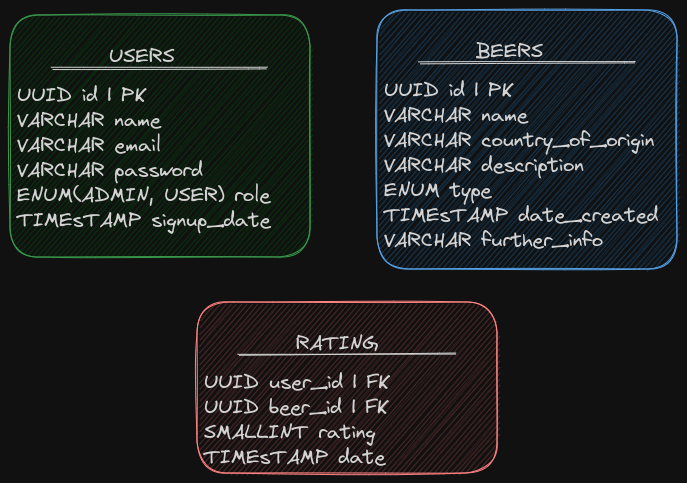 USERS
UUID id | PK
VARCHAR name
VARCHAR email
VARCHAR password
ENUM(ADMIN, USER) role
TIMESTAMP signup_date
BEERS
UUID id | PK
VARCHAR name
VARCHAR country_of_origin
VARCHAR description
ENUM type
TIMESTAMP date_created
VARCHAR further_info
RATING
UUID user_id | FK
UUID beer_id | FK
SMALLINT rating
TIMESTAMP date